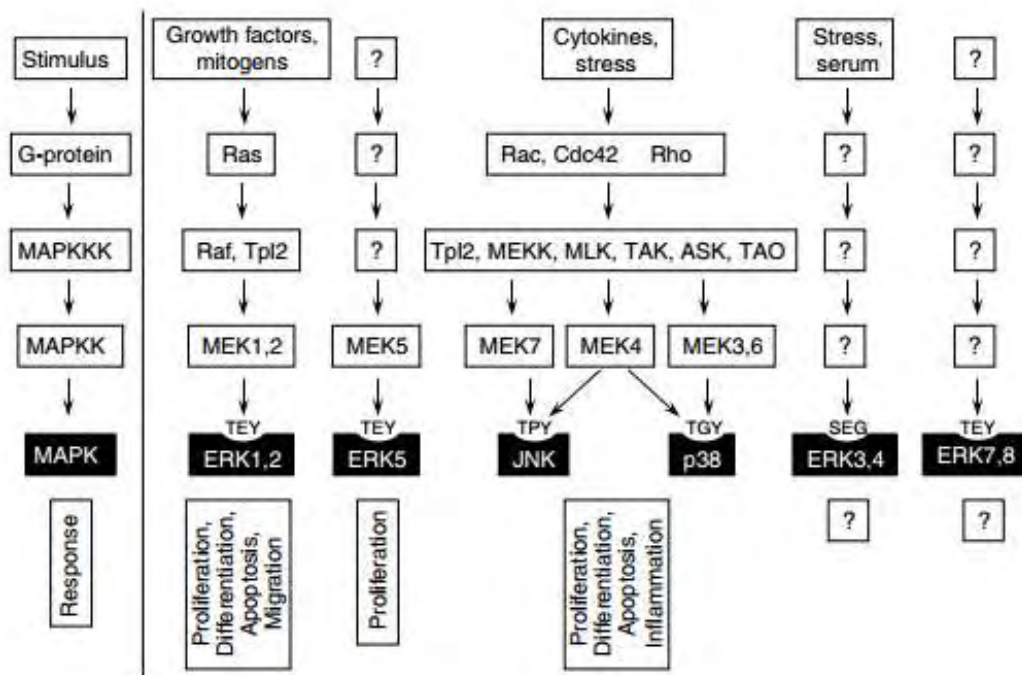 Stimulus
Growth factors,
mitogens
?
Cytokines,
stress
Stress,
serum
?
G-protein
Ras
?
Rac, Cdc42 Rho
?
?
MAPKKK
Raf, Tpl2
?
Tpl2, MEKK, MLK, TAK, ASK, TAO
?
?
MAPKK
MEK1,2
MEK5
MEK7
MEK4
MEK3,6
?
?
MAPK
TEY
ERK1,2
TEY
ERK5
TPY
JNK
TGY
p38
SEG
ERK3,4
TEY
ERK7,8
Response
Proliferation,
Differentiation,
Apoptosis,
Migration
Proliferation
Proliferation,
Differentiation,
Apoptosis,
Inflammation
?
?